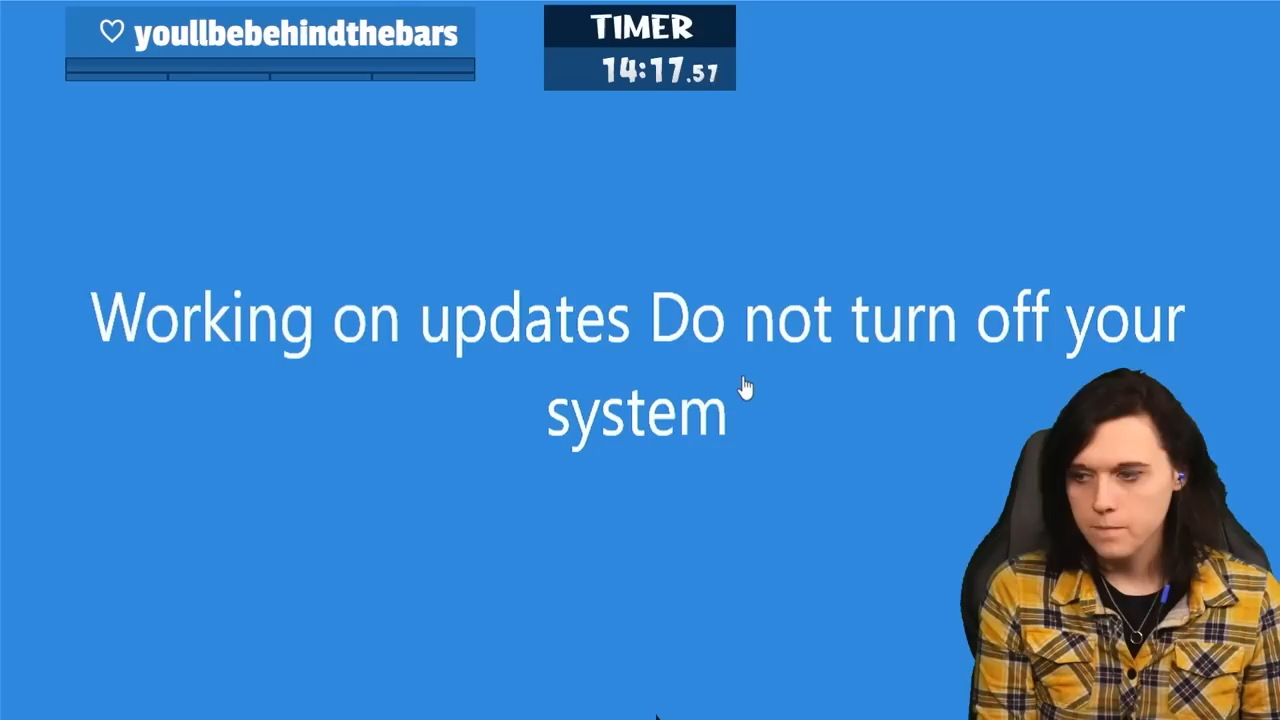 ♡ youllbebehindthebars
TIMER
14:17.57
Working on updates Do not turn off your
system